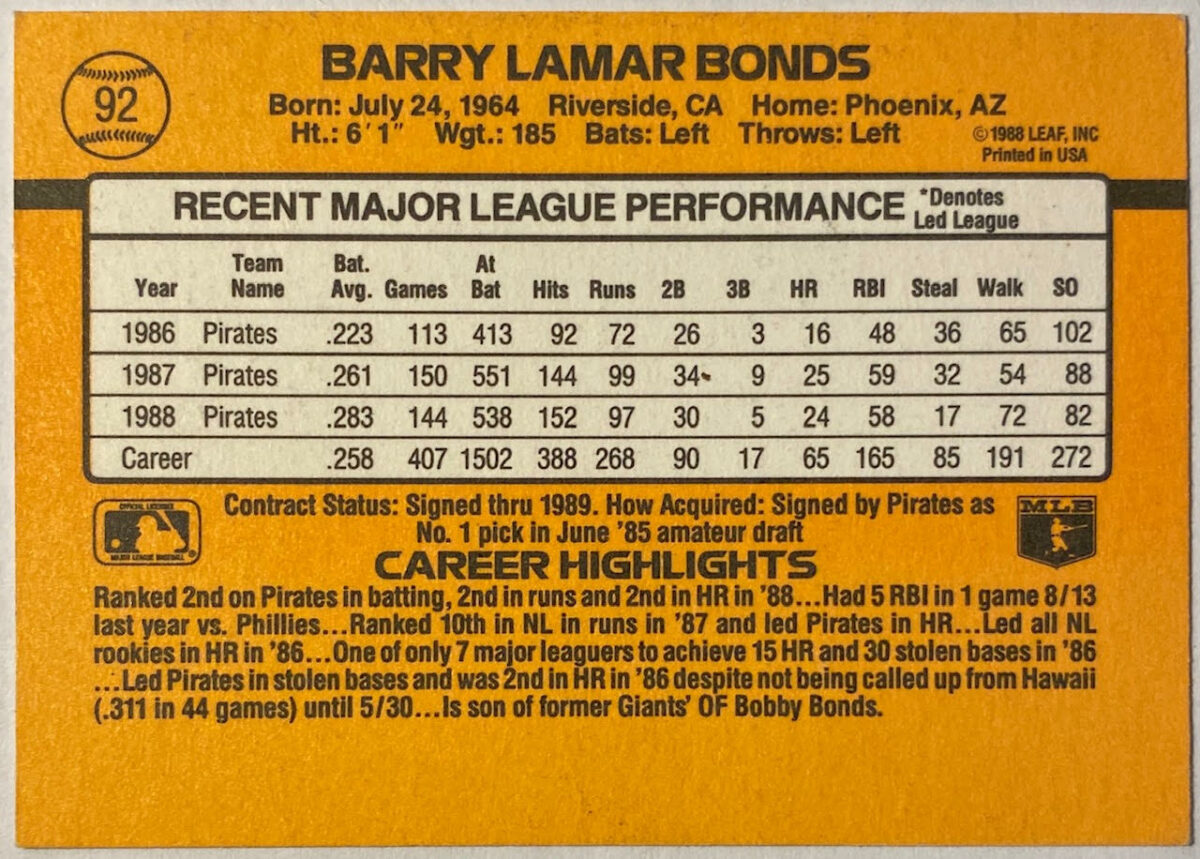 92
BARRY LAMAR BONDS
Born: July 24, 1964 Riverside, CA Home: Phoenix, AZ
Ht.: 6'1" Wgt.: 185 Bats: Left Throws: Left
©1988 LEAF, INC
Printed in USA
RECENT MAJOR LEAGUE PERFORMANCE
*Denotes
Led League
Year Team Name Bat. Avg. Games At Bat Hits Runs 2B 3B HR RBI Steal Walk SO
1986 Pirates .223 113 413 92 72 26 3 16 48 36 65 102
1987 Pirates .261 150 551 144 99 34 9 25 59 32 54 88
1988 Pirates .283 144 538 152 97 30 5 24 58 17 72 82
Career .258 407 1502 388 268 90 17 65 165 85 191 272
OFFICIAL LICENSEE
MAJOR LEAGUE BASEBALL
Contract Status: Signed thru 1989. How Acquired: Signed by Pirates as
No. 1 pick in June '85 amateur draft
MLB
CAREER HIGHLIGHTS
Ranked 2nd on Pirates in batting, 2nd in runs and 2nd in HR in '88...Had 5 RBI in 1 game 8/13
last year vs. Phillies...Ranked 10th in NL in runs in '87 and led Pirates in HR...Led all NL
rookies in HR in '86...One of only 7 major leaguers to achieve 15 HR and 30 stolen bases in '86
...Led Pirates in stolen bases and was 2nd in HR in '86 despite not being called up from Hawaii
(.311 in 44 games) until 5/30...Is son of former Giants' OF Bobby Bonds.